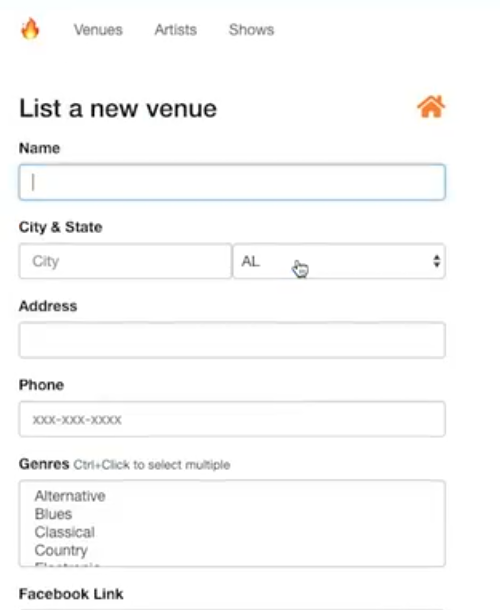 Venues Artists Shows
List a new venue
Name
City & State
City AL
Address
Phone
xxx-xxx-xxxx
Genres Ctrl+Click to select multiple
Alternative
Blues
Classical
Country
Electronic
Facebook Link